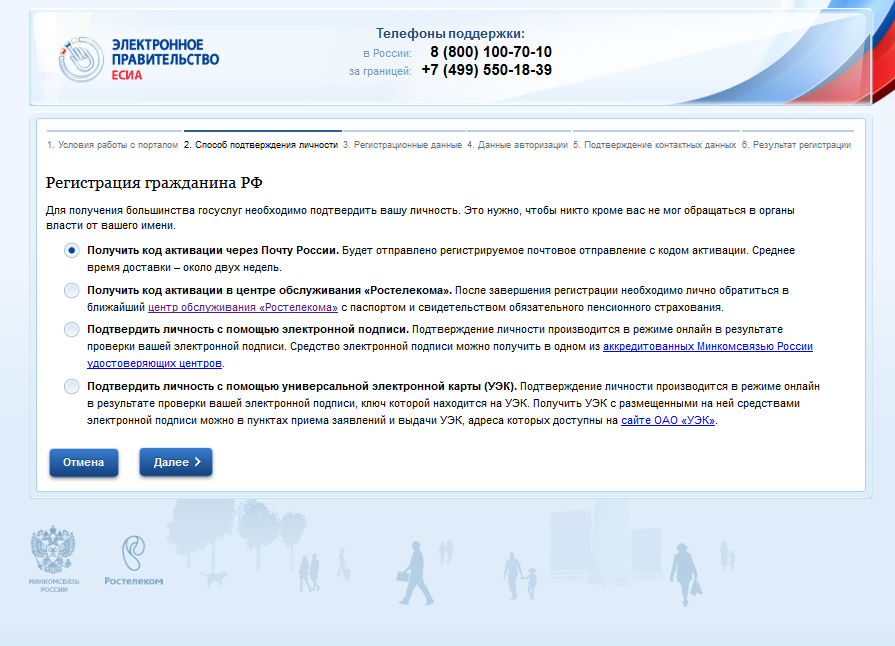 ЭЛЕКТРОННОЕ
ПРАВИТЕЛЬСТВО
ЕСИА
Телефоны поддержки:
в России: 8 (800) 100-70-10
за границей: +7 (499) 550-18-39
1. Условия работы с порталом 2. Способ подтверждения личности 3. Регистрационные данные 4. Данные авторизации 5. Подтверждение контактных данных 6. Результат регистрации
Регистрация гражданина РФ
Для получения большинства госуслуг необходимо подтвердить вашу личность. Это нужно, чтобы никто кроме вас не мог обращаться в органы
власти от вашего имени.
Получить код активации через Почту России. Будет отправлено регистрируемое почтовое отправление с кодом активации. Среднее
время доставки – около двух недель.
Получить код активации в центре обслуживания «Ростелекома». После завершения регистрации необходимо лично обратиться в
ближайший центр обслуживания «Ростелекома» с паспортом и свидетельством обязательного пенсионного страхования.
Подтвердить личность с помощью электронной подписи. Подтверждение личности производится в режиме онлайн в результате
проверки вашей электронной подписи. Средство электронной подписи можно получить в одном из аккредитованных Минкомсвязью России
удостоверяющих центров.
Подтвердить личность с помощью универсальной электронной карты (УЭК). Подтверждение личности производится в режиме онлайн
в результате проверки вашей электронной подписи, ключ которой находится на УЭК. Получить УЭК с размещенными на ней средствами
электронной подписи можно в пунктах приема заявлений и выдачи УЭК, адреса которых доступны на сайте ОАО «УЭК».
Отмена
Далее
МИНКОМСВЯЗЬ
РОССИИ
Ростелеком